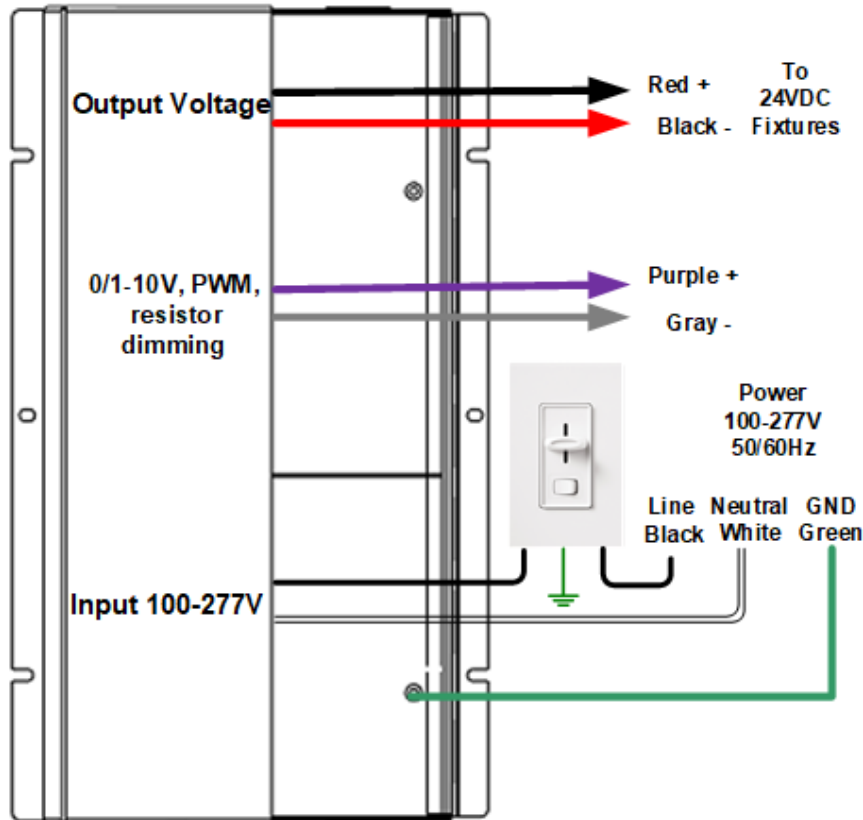 Output Voltage
Red +
Black -
To
24VDC
Fixtures
0/1-10V, PWM,
resistor
dimming
Purple +
Gray -
Power
100-277V
50/60Hz
Line Neutral GND
Black White Green
Input 100-277V